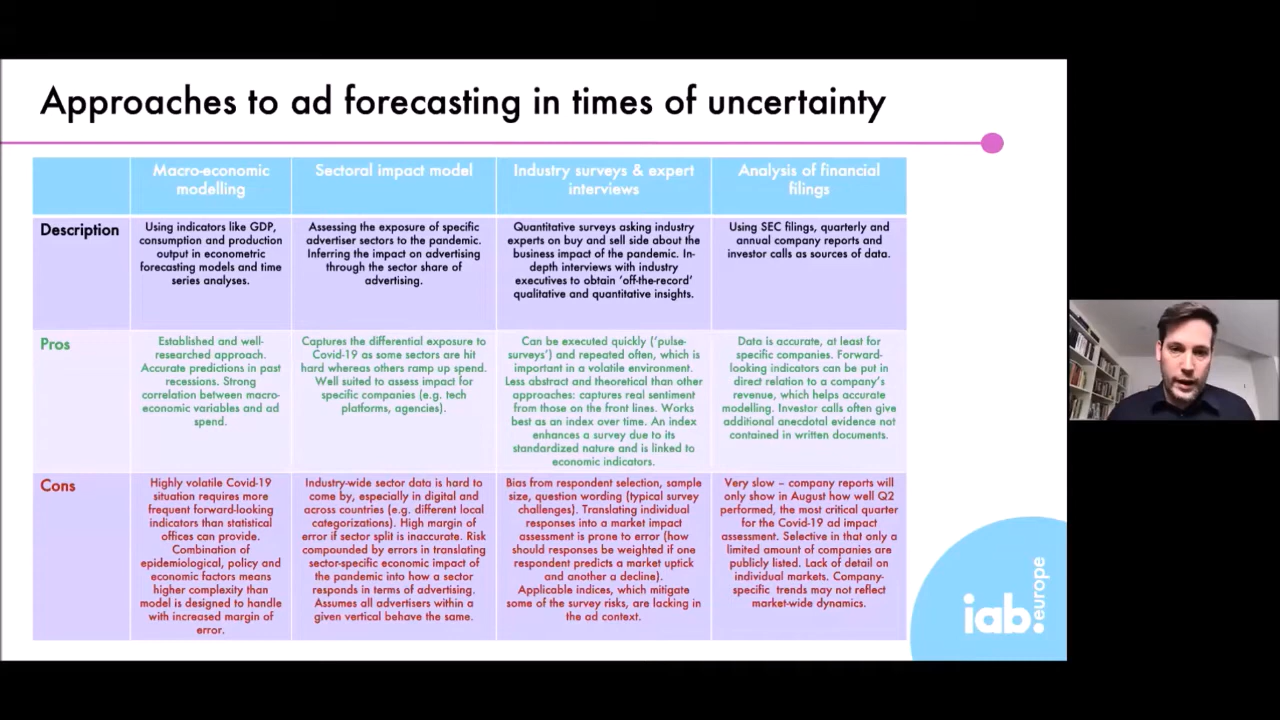 Approaches to ad forecasting in times of uncertainty
Macro-economic
modelling
Sectoral impact model
Industry surveys & expert
interviews
Analysis of financial
filings
Description
Using indicators like GDP,
consumption and production
output in econometric
forecasting models and time
series analyses.
Assessing the exposure of specific
advertiser sectors to the pandemic.
Inferring the impact on advertising
through the sector share of
advertising.
Quantitative surveys asking industry
experts on buy and sell side about the
business impact of the pandemic. In-
depth interviews with industry
executives to obtain ‘off-the-record’
qualitative and quantitative insights.
Using SEC filings, quarterly and
annual company reports and
investor calls as sources of data.
Pros
Established and well-
researched approach.
Accurate predictions in past
recessions. Strong
correlation between macro-
economic variables and ad
spend.
Captures the differential exposure to
Covid-19 as some sectors are hit
hard whereas others ramp up spend.
Well suited to assess impact for
specific companies (e.g. tech
platforms, agencies).
Can be executed quickly (‘pulse-
surveys’) and repeated often, which is
important in a volatile environment.
Less abstract and theoretical than other
approaches: captures real sentiment
from those on the front lines. Works
best as an index over time. An index
enhances a survey due to its
standardized nature and is linked to
economic indicators.
Data is accurate, at least for
specific companies. Forward-
looking indicators can be put in
direct relation to a company’s
revenue, which helps accurate
modelling. Investor calls often give
additional anecdotal evidence not
contained in written documents.
Cons
Highly volatile Covid-19
situation requires more
frequent forward-looking
indicators than statistical
offices can provide.
Combination of
epidemiological, policy and
economic factors means
higher complexity than
model is designed to handle
with increased margin of
error.
Industry-wide sector data is hard to
come by, especially in digital and
across countries (e.g. different local
categorizations). High margin of
error if sector split is inaccurate. Risk
compounded by errors in translating
sector-specific economic impact of
the pandemic into how a sector
responds in terms of advertising.
Assumes all advertisers within a
given vertical behave the same.
Bias from respondent selection, sample
size, question wording (typical survey
challenges). Translating individual
responses into a market impact
assessment is prone to error (how
should responses be weighted if one
respondent predicts a market uptick
and another a decline).
Applicable indices, which mitigate
some of the survey risks, are lacking in
the ad context.
Very slow – company reports will
only show in August how well Q2
performed, the most critical quarter
for the Covid-19 ad impact
assessment. Selective in that only a
limited amount of companies are
publicly listed. Lack of detail on
individual markets. Company-
specific trends may not reflect
market-wide dynamics.
iab.
europe